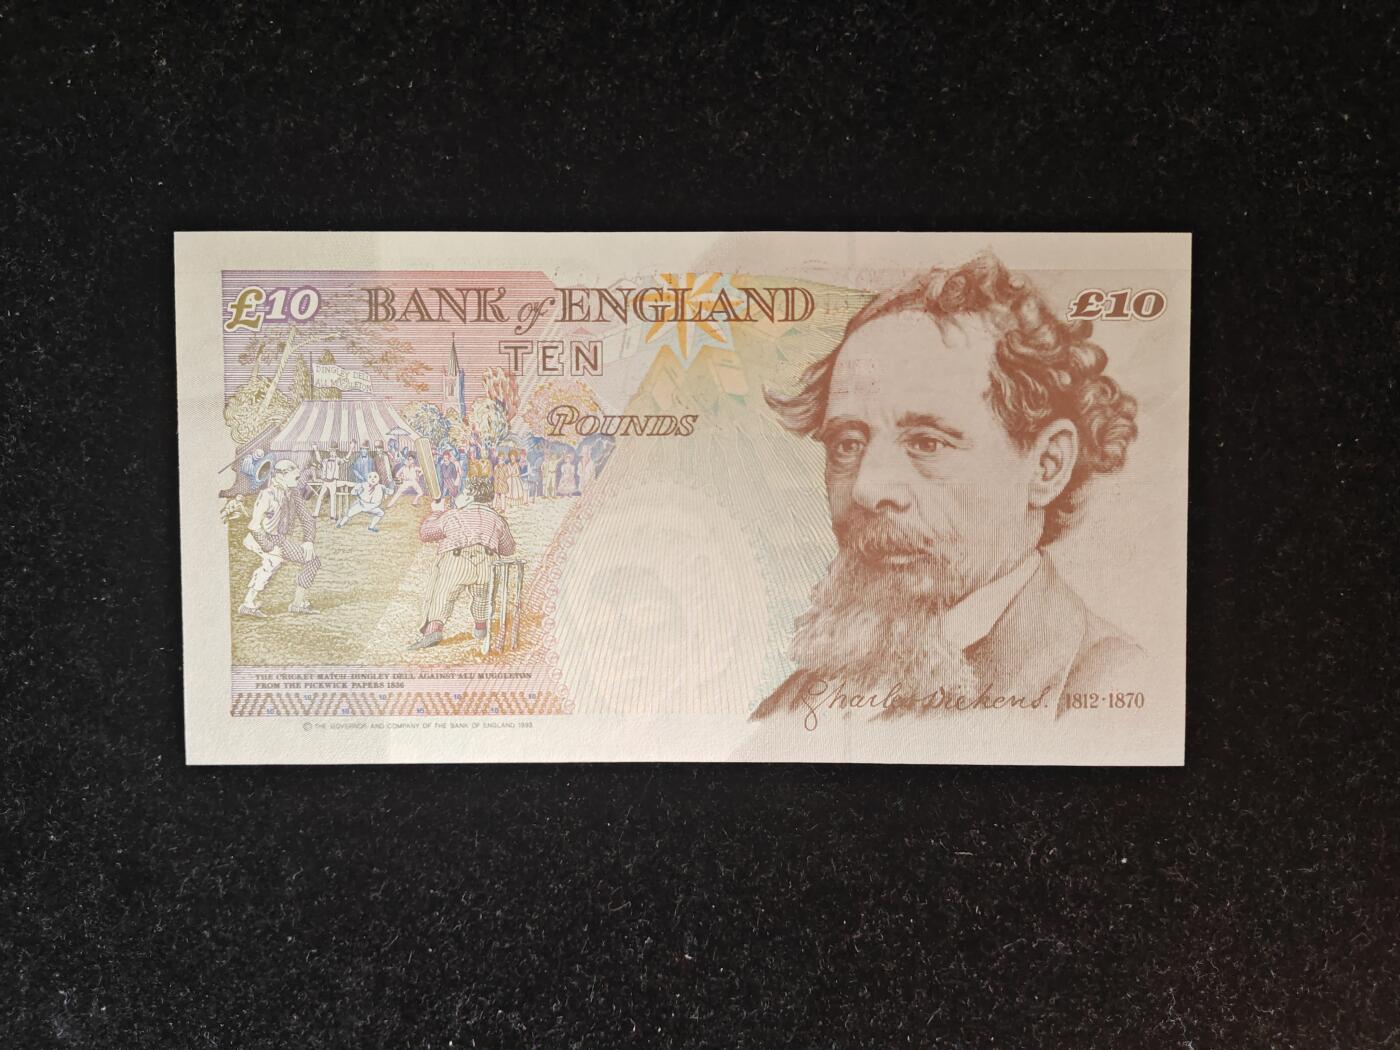 £10 BANK of ENGLAND £10
TEN
POUNDS
DINGLEY DELL
ALL MUGGLETON
THE CRICKET MATCH·DINGLEY DELL AGAINST ALL MUGGLETON
FROM THE PICKWICK PAPERS 1836
Charles Dickens. 1812·1870
© THE GOVERNOR AND COMPANY OF THE BANK OF ENGLAND 1993